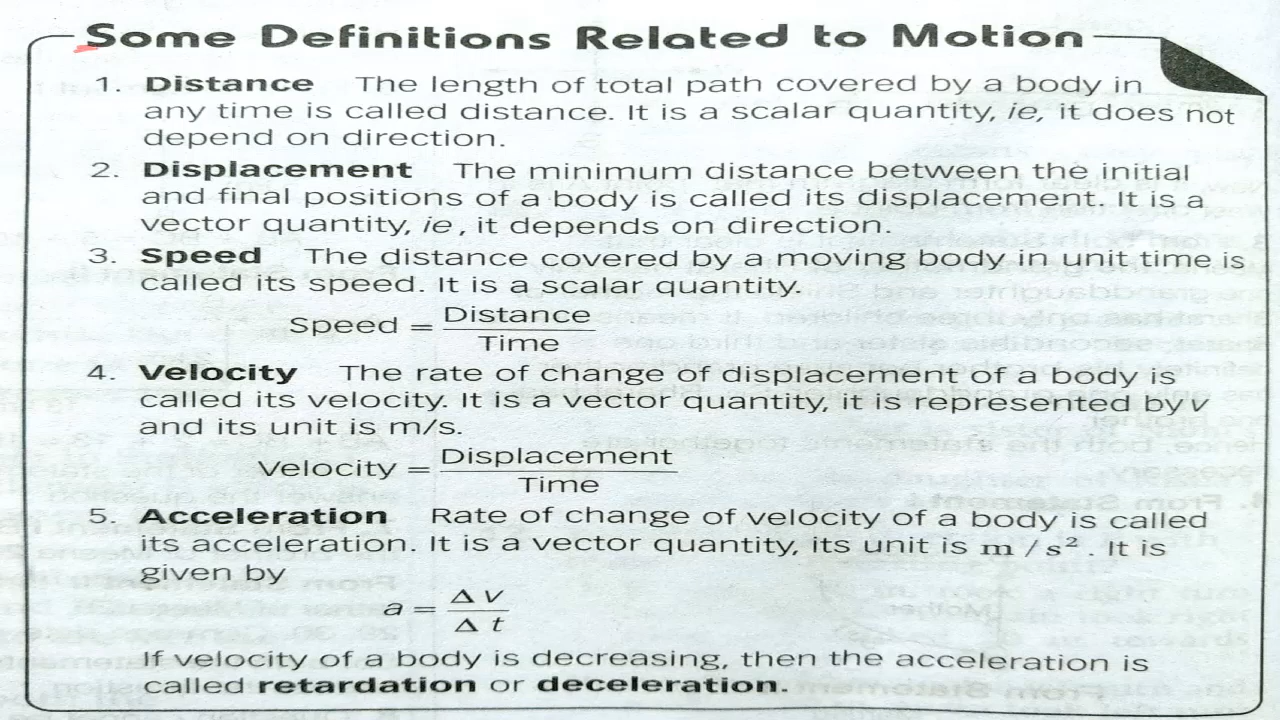 Some Definitions Related to Motion
1. Distance The length of total path covered by a body in
any time is called distance. It is a scalar quantity, ie, it does not
depend on direction.
2. Displacement The minimum distance between the initial
and final positions of a body is called its displacement. It is a
vector quantity, ie, it depends on direction.
3. Speed The distance covered by a moving body in unit time is
called its speed. It is a scalar quantity.
Speed = Distance / Time
4. Velocity The rate of change of displacement of a body is
called its velocity. It is a vector quantity, it is represented by v
and its unit is m/s.
Velocity = Displacement / Time
5. Acceleration Rate of change of velocity of a body is called
its acceleration. It is a vector quantity, its unit is m / s². It is
given by
a = Δ v / Δ t
If velocity of a body is decreasing, then the acceleration is
called retardation or deceleration.